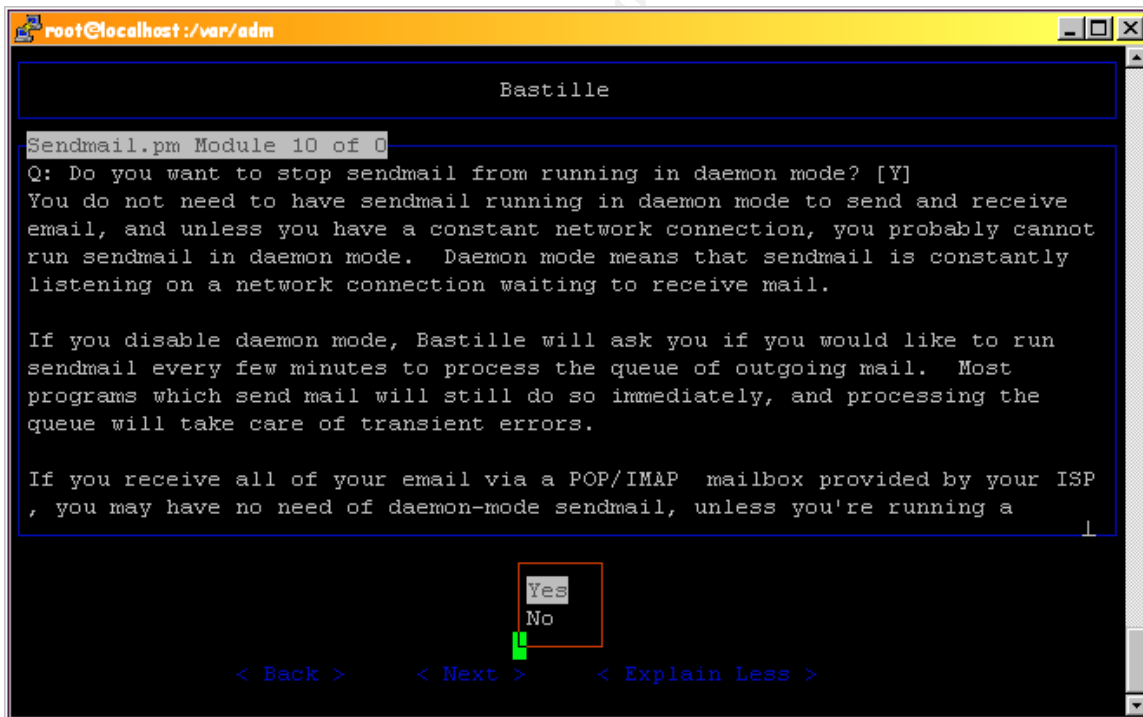 root@localhost:/var/adm
Bastille
Sendmail.pm Module 10 of 0
Q: Do you want to stop sendmail from running in daemon mode? [Y]
You do not need to have sendmail running in daemon mode to send and receive
email, and unless you have a constant network connection, you probably cannot
run sendmail in daemon mode.  Daemon mode means that sendmail is constantly
listening on a network connection waiting to receive mail.
If you disable daemon mode, Bastille will ask you if you would like to run
sendmail every few minutes to process the queue of outgoing mail.  Most
programs which send mail will still do so immediately, and processing the
queue will take care of transient errors.
If you receive all of your email via a POP/IMAP  mailbox provided by your ISP
, you may have no need of daemon-mode sendmail, unless you're running a
Yes
No
< Back >  < Next >  < Explain Less >